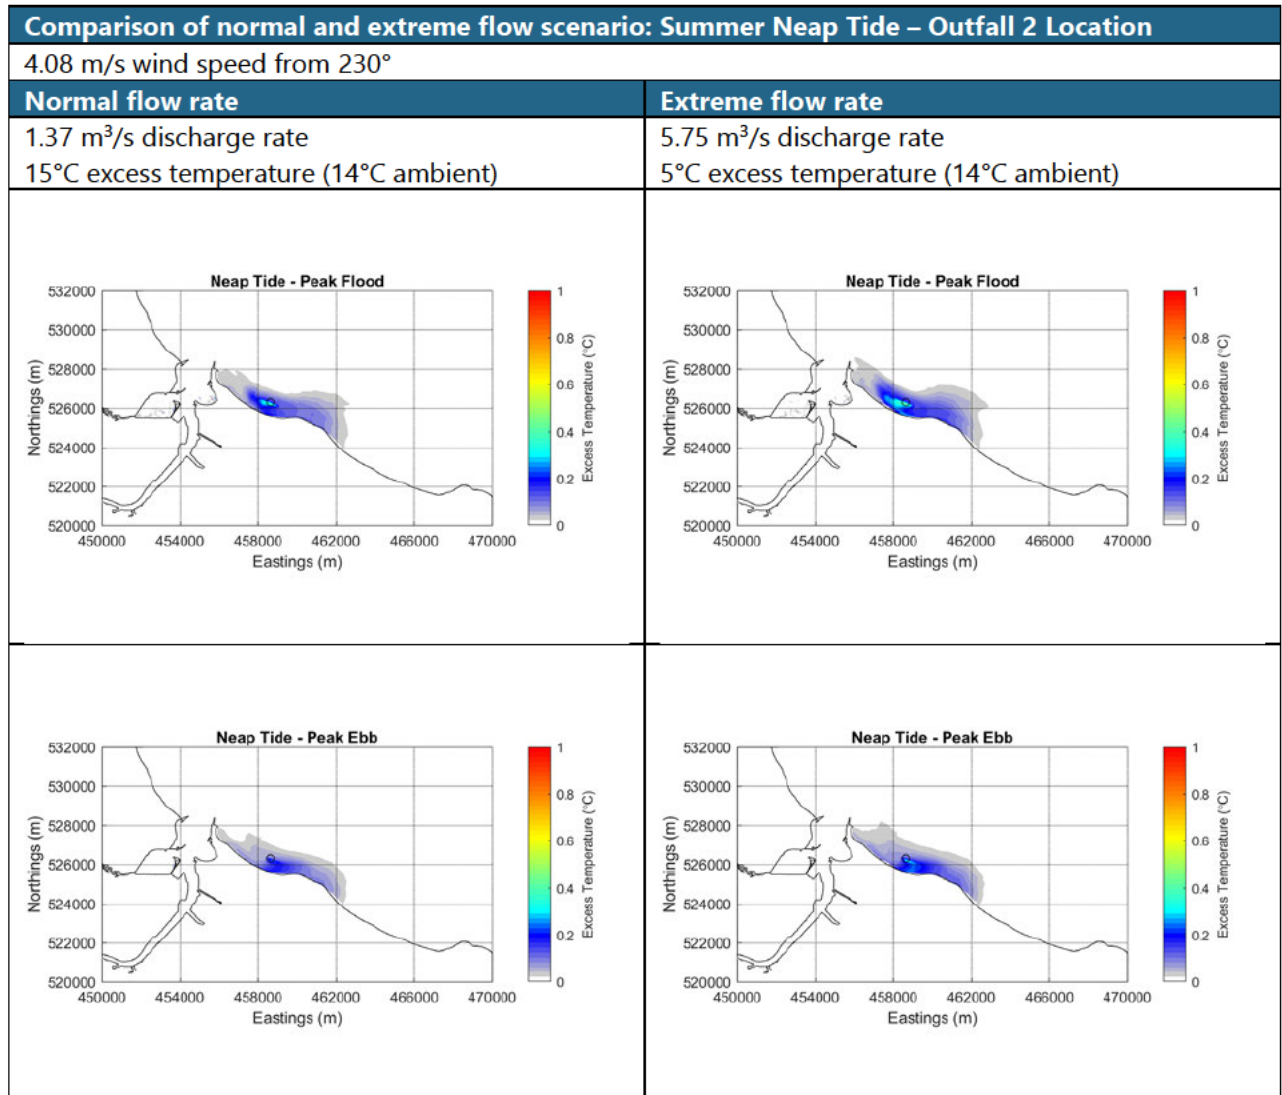 Comparison of normal and extreme flow scenario: Summer Neap Tide – Outfall 2 Location
4.08 m/s wind speed from 230°
Normal flow rate
Extreme flow rate
1.37 m³/s discharge rate
15°C excess temperature (14°C ambient)
5.75 m³/s discharge rate
5°C excess temperature (14°C ambient)
Neap Tide - Peak Flood
532000
530000
528000
526000
524000
522000
520000
Northings (m)
450000 454000 458000 462000 466000 470000
Eastings (m)
1
0.8
0.6
0.4
0.2
0
Excess Temperature (°C)
Neap Tide - Peak Flood
532000
530000
528000
526000
524000
522000
520000
Northings (m)
450000 454000 458000 462000 466000 470000
Eastings (m)
1
0.8
0.6
0.4
0.2
0
Excess Temperature (°C)
Neap Tide - Peak Ebb
532000
530000
528000
526000
524000
522000
520000
Northings (m)
450000 454000 458000 462000 466000 470000
Eastings (m)
1
0.8
0.6
0.4
0.2
0
Excess Temperature (°C)
Neap Tide - Peak Ebb
532000
530000
528000
526000
524000
522000
520000
Northings (m)
450000 454000 458000 462000 466000 470000
Eastings (m)
1
0.8
0.6
0.4
0.2
0
Excess Temperature (°C)